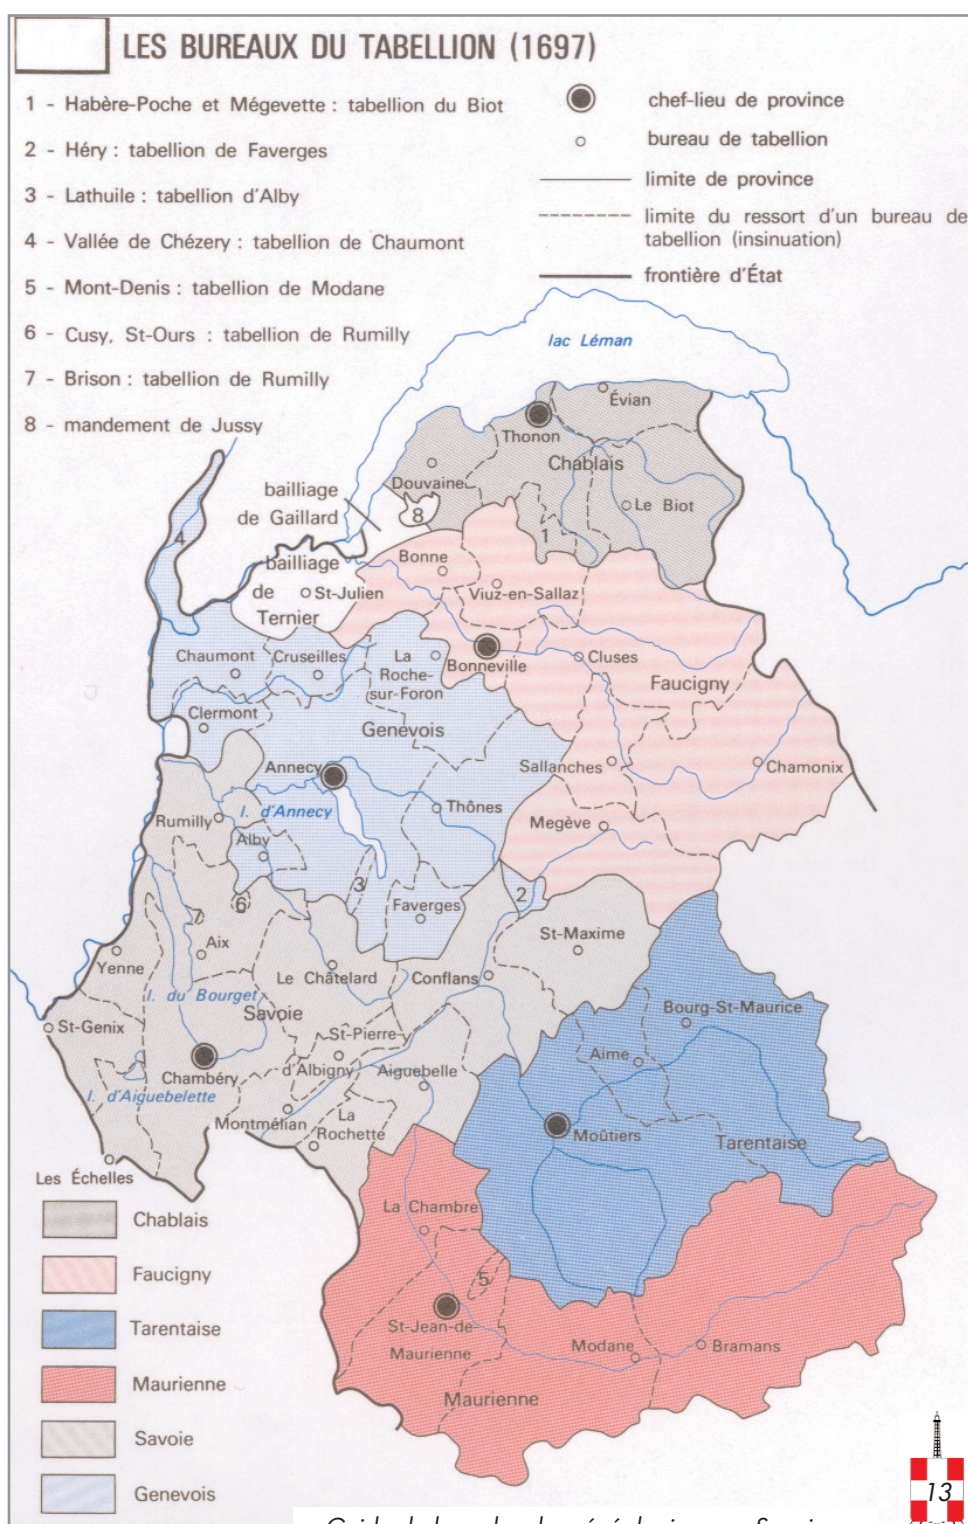 LES BUREAUX DU TABELLION (1697)
1 - Habère-Poche et Mégevette : tabellion du Biot
2 - Héry : tabellion de Faverges
3 - Lathuile : tabellion d'Alby
4 - Vallée de Chézery : tabellion de Chaumont
5 - Mont-Denis : tabellion de Modane
6 - Cusy, St-Ours : tabellion de Rumilly
7 - Brison : tabellion de Rumilly
8 - mandement de Jussy
chef-lieu de province
bureau de tabellion
limite de province
limite du ressort d'un bureau de
tabellion (insinuation)
frontière d'État
lac Léman
Évian
Thonon
Chablais
Douvaine
Le Biot
8
1
bailliage
de Gaillard
4
bailliage
de
Ternier
St-Julien
Bonne
Viuz-en-Sallaz
Chaumont
Cruseilles
La
Roche-
sur-Foron
Bonneville
Cluses
Faucigny
Clermont
Genevois
Annecy
Sallanches
Chamonix
l. d'Annecy
Thônes
Rumilly
Megève
Alby
3
2
6
Faverges
St-Maxime
Aix
Yenne
Le Châtelard
Conflans
l. du Bourget
Savoie
Bourg-St-Maurice
St-Genix
St-Pierre-
d'Albigny
Aime
Chambéry
Aiguebelle
l. d'Aiguebelette
Montmélian
La
Rochette
Moûtiers
Tarentaise
Les Échelles
La Chambre
5
St-Jean-de-
Maurienne
Modane
Bramans
Maurienne
Chablais
Faucigny
Tarentaise
Maurienne
Savoie
Genevois
13